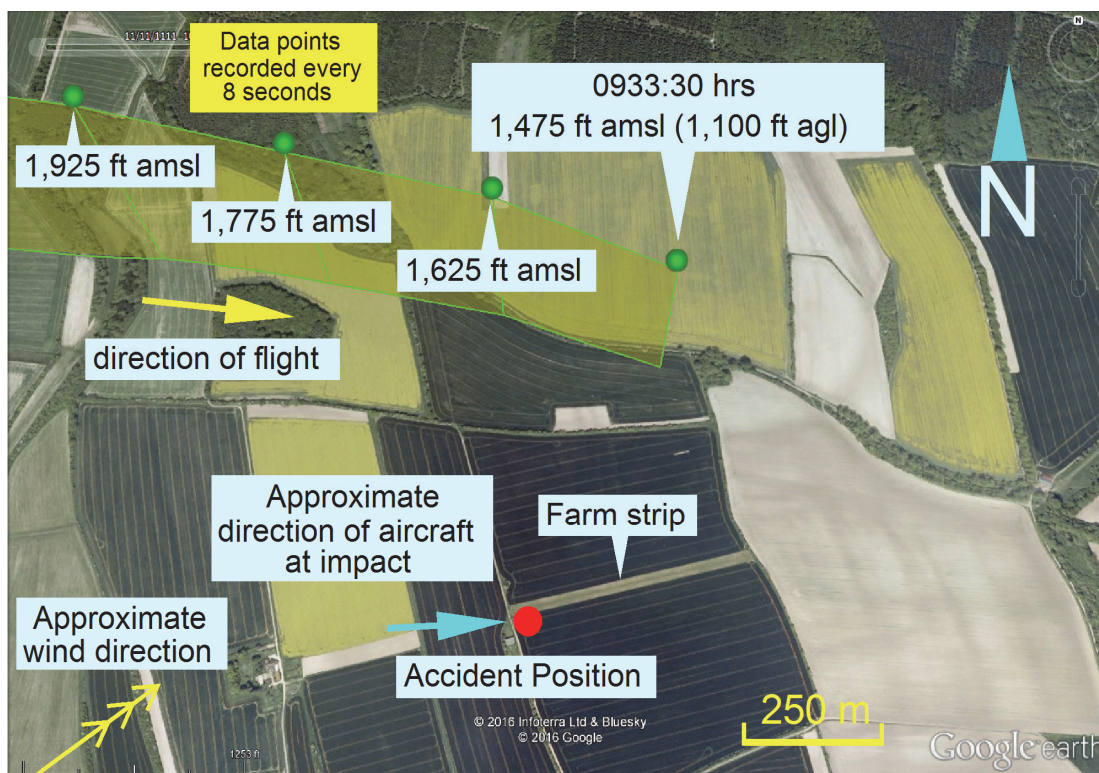 Data points
recorded every
8 seconds
0933:30 hrs
1,475 ft amsl (1,100 ft agl)
1,925 ft amsl
1,775 ft amsl
1,625 ft amsl
N
N
direction of flight
Approximate
direction of aircraft
at impact
Farm strip
Approximate
wind direction
Accident Position
250 m
© 2016 Infoterra Ltd & Bluesky
© 2016 Google
1253 ft
Google earth